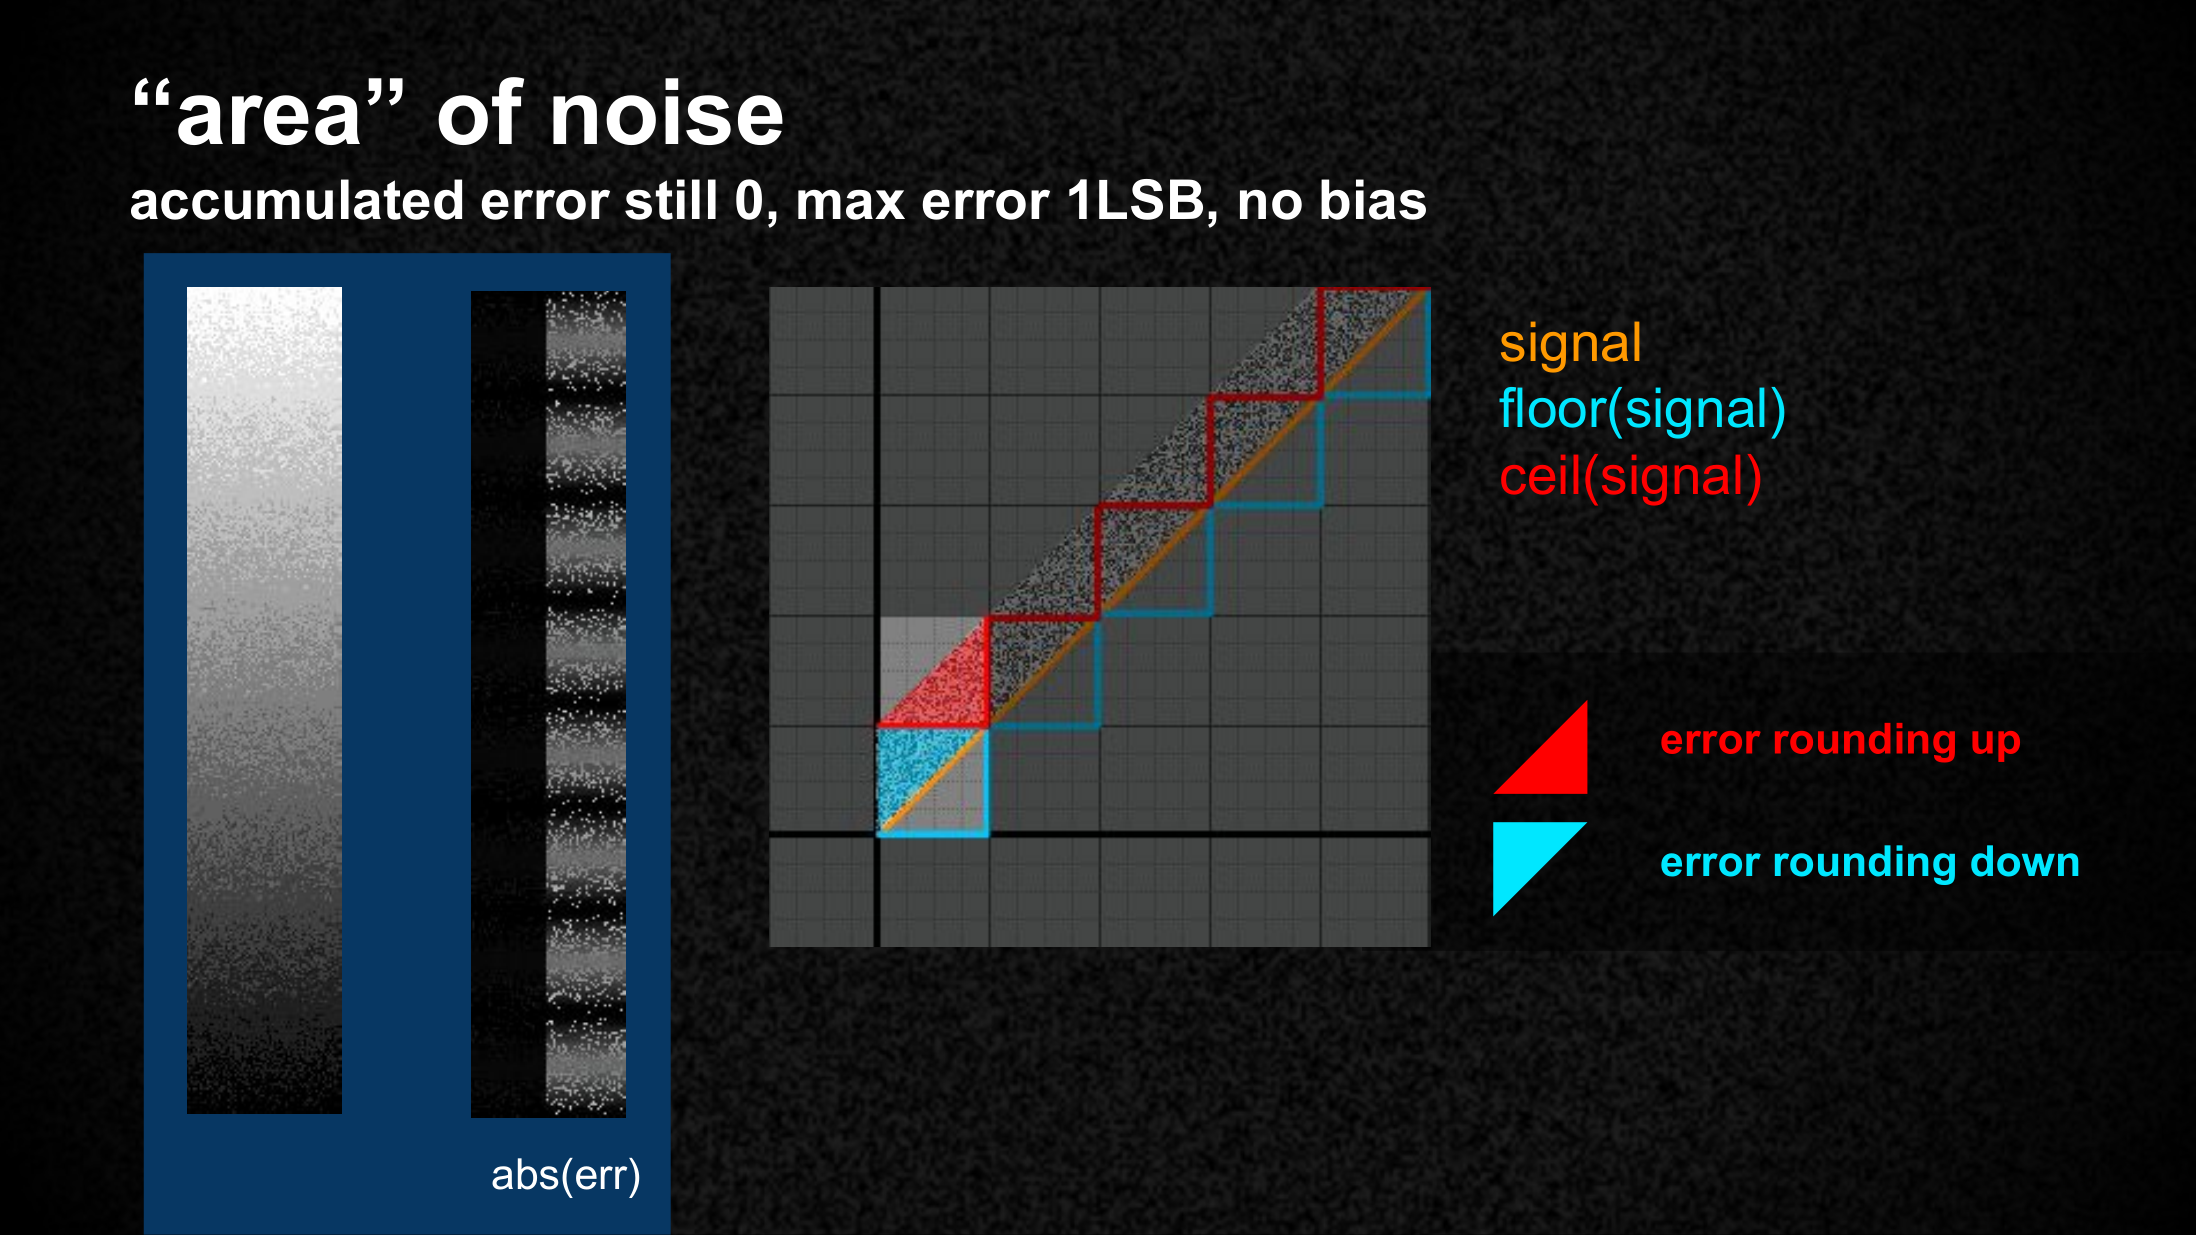 “area” of noise
accumulated error still 0, max error 1LSB, no bias
signal
floor(signal)
ceil(signal)
error rounding up
error rounding down
abs(err)